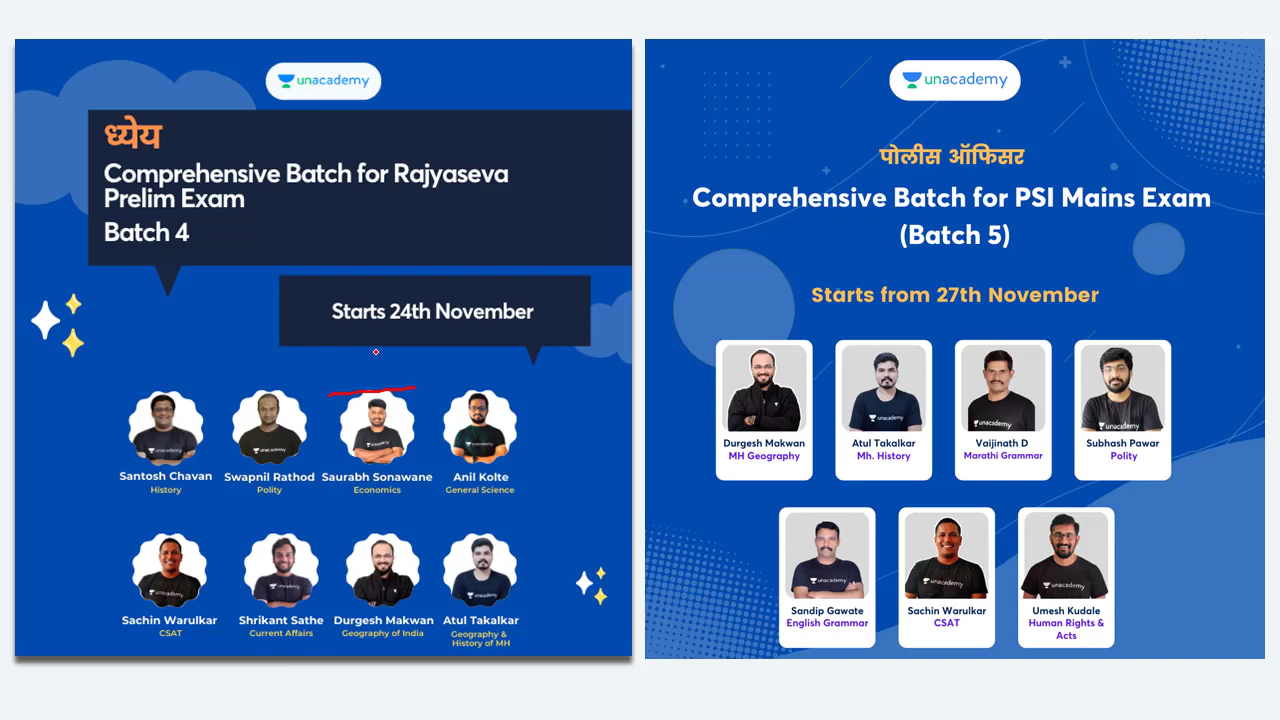 unacademy
ध्येय
Comprehensive Batch for Rajyaseva
Prelim Exam
Batch 4
Starts 24th November
Santosh Chavan
History
Swapnil Rathod
Polity
Saurabh Sonawane
Economics
Anil Kolte
General Science
Sachin Warulkar
CSAT
Shrikant Sathe
Current Affairs
Durgesh Makwan
Geography of India
Atul Takalkar
Geography &
History of MH
unacademy
पोलीस ऑफिसर
Comprehensive Batch for PSI Mains Exam
(Batch 5)
Starts from 27th November
Durgesh Makwan
MH Geography
Atul Takalkar
Mh. History
Vaijinath D
Marathi Grammar
Subhash Pawar
Polity
Sandip Gawate
English Grammar
Sachin Warulkar
CSAT
Umesh Kudale
Human Rights &
Acts